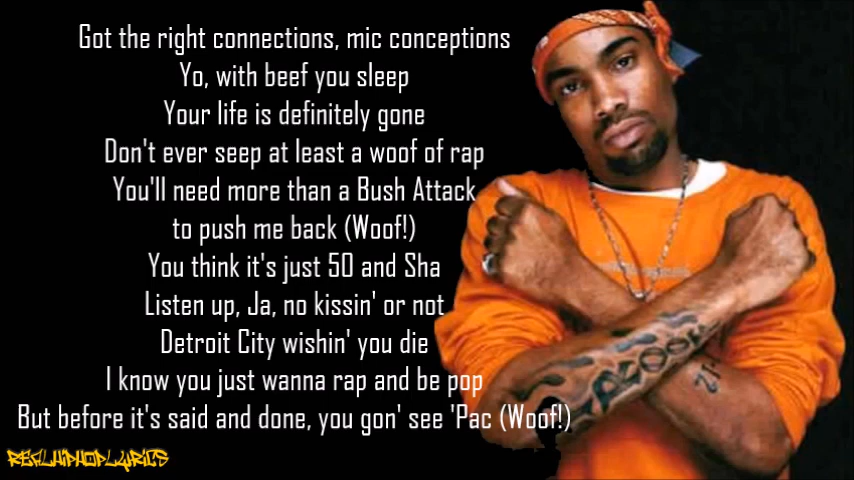 Got the right connections, mic conceptions
Yo, with beef you sleep
Your life is definitely gone
Don't ever seep at least a woof of rap
You'll need more than a Bush Attack
to push me back (Woof!)
You think it's just 50 and Sha
Listen up, Ja, no kissin' or not
Detroit City wishin' you die
I know you just wanna rap and be pop
But before it's said and done, you gon' see 'Pac (Woof!)
REALHIPHOPLYRICS